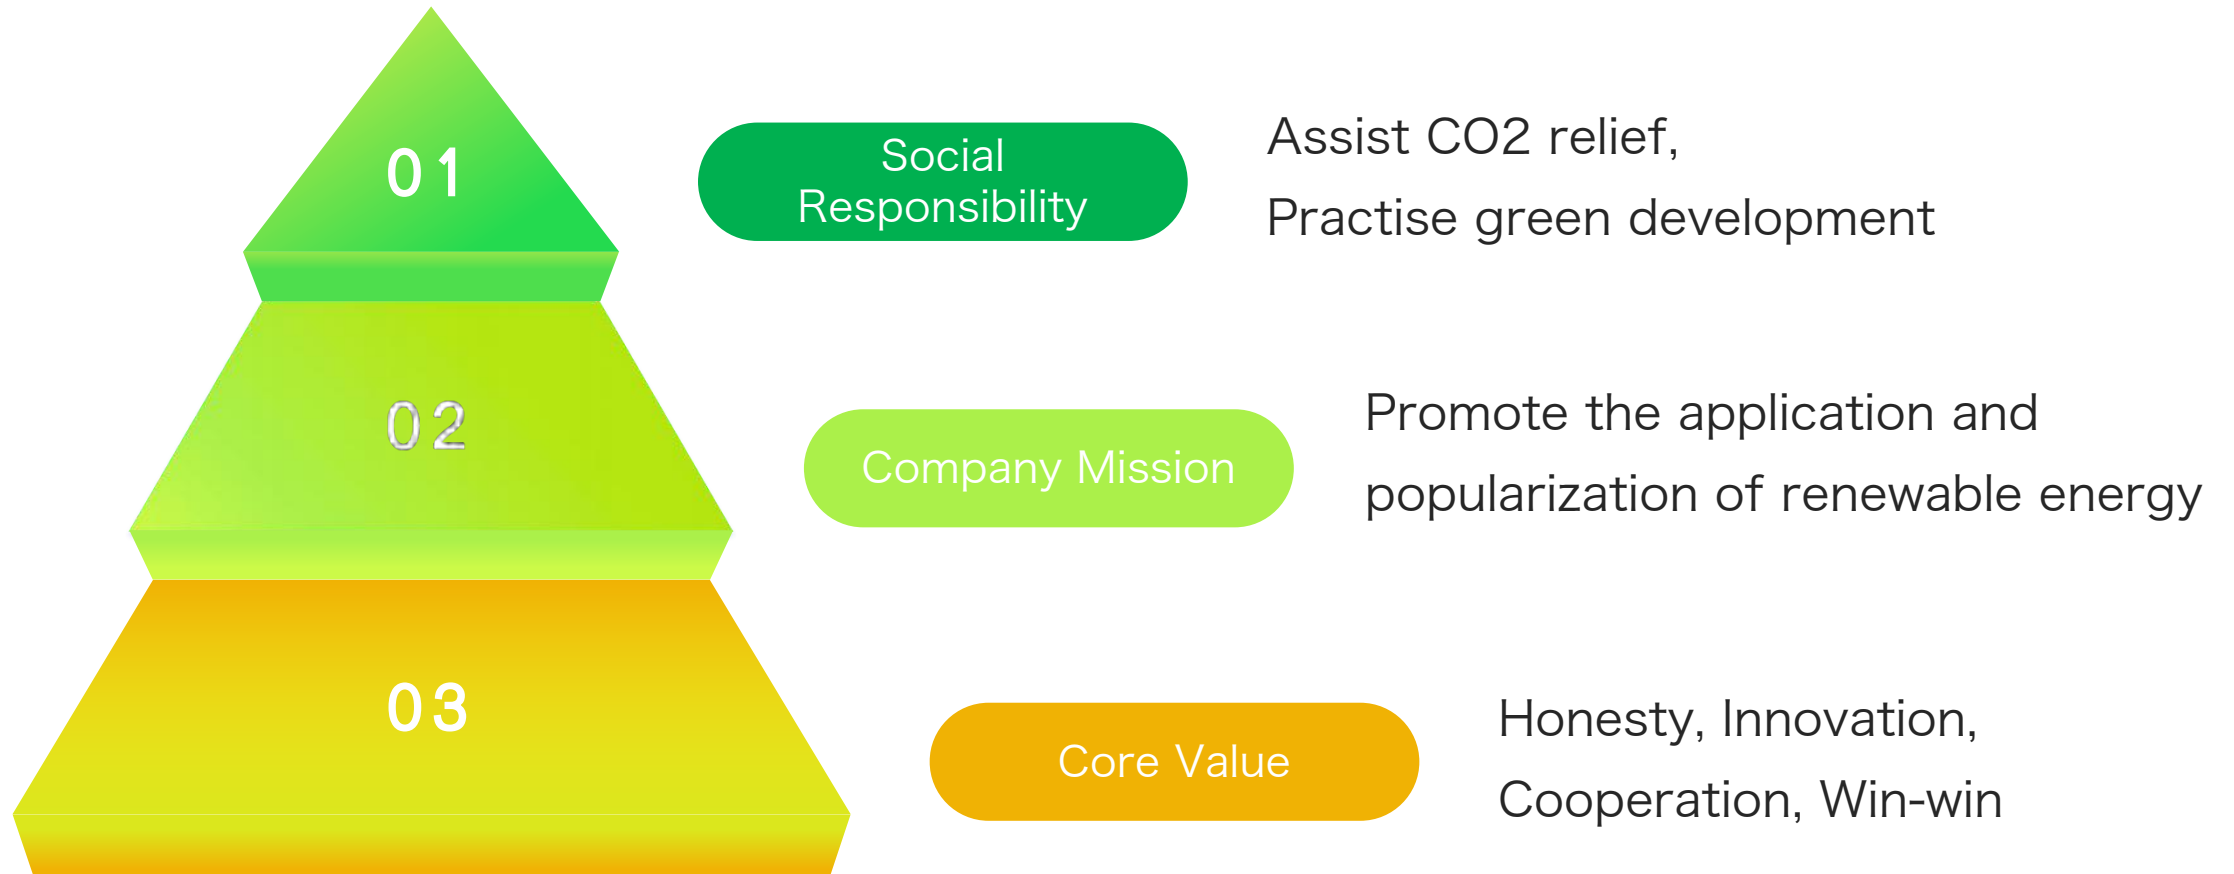 01
Social
Responsibility
Assist CO2 relief,
Practise green development
02
Company Mission
Promote the application and
popularization of renewable energy
03
Core Value
Honesty, Innovation,
Cooperation, Win-win